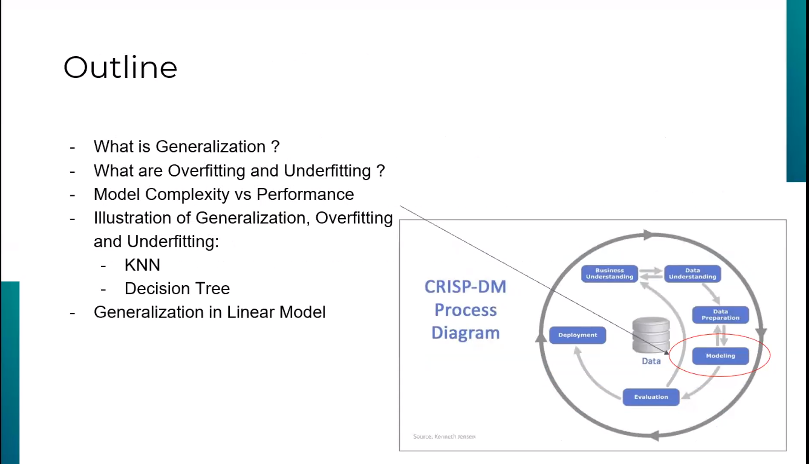 Outline
- What is Generalization ?
- What are Overfitting and Underfitting ?
- Model Complexity vs Performance
- Illustration of Generalization, Overfitting
and Underfitting:
- KNN
- Decision Tree
- Generalization in Linear Model
CRISP-DM
Process
Diagram
Business
Understanding
Data
Understanding
Data
Preparation
Modeling
Evaluation
Deployment
Data
Source, Kenneth Jensen